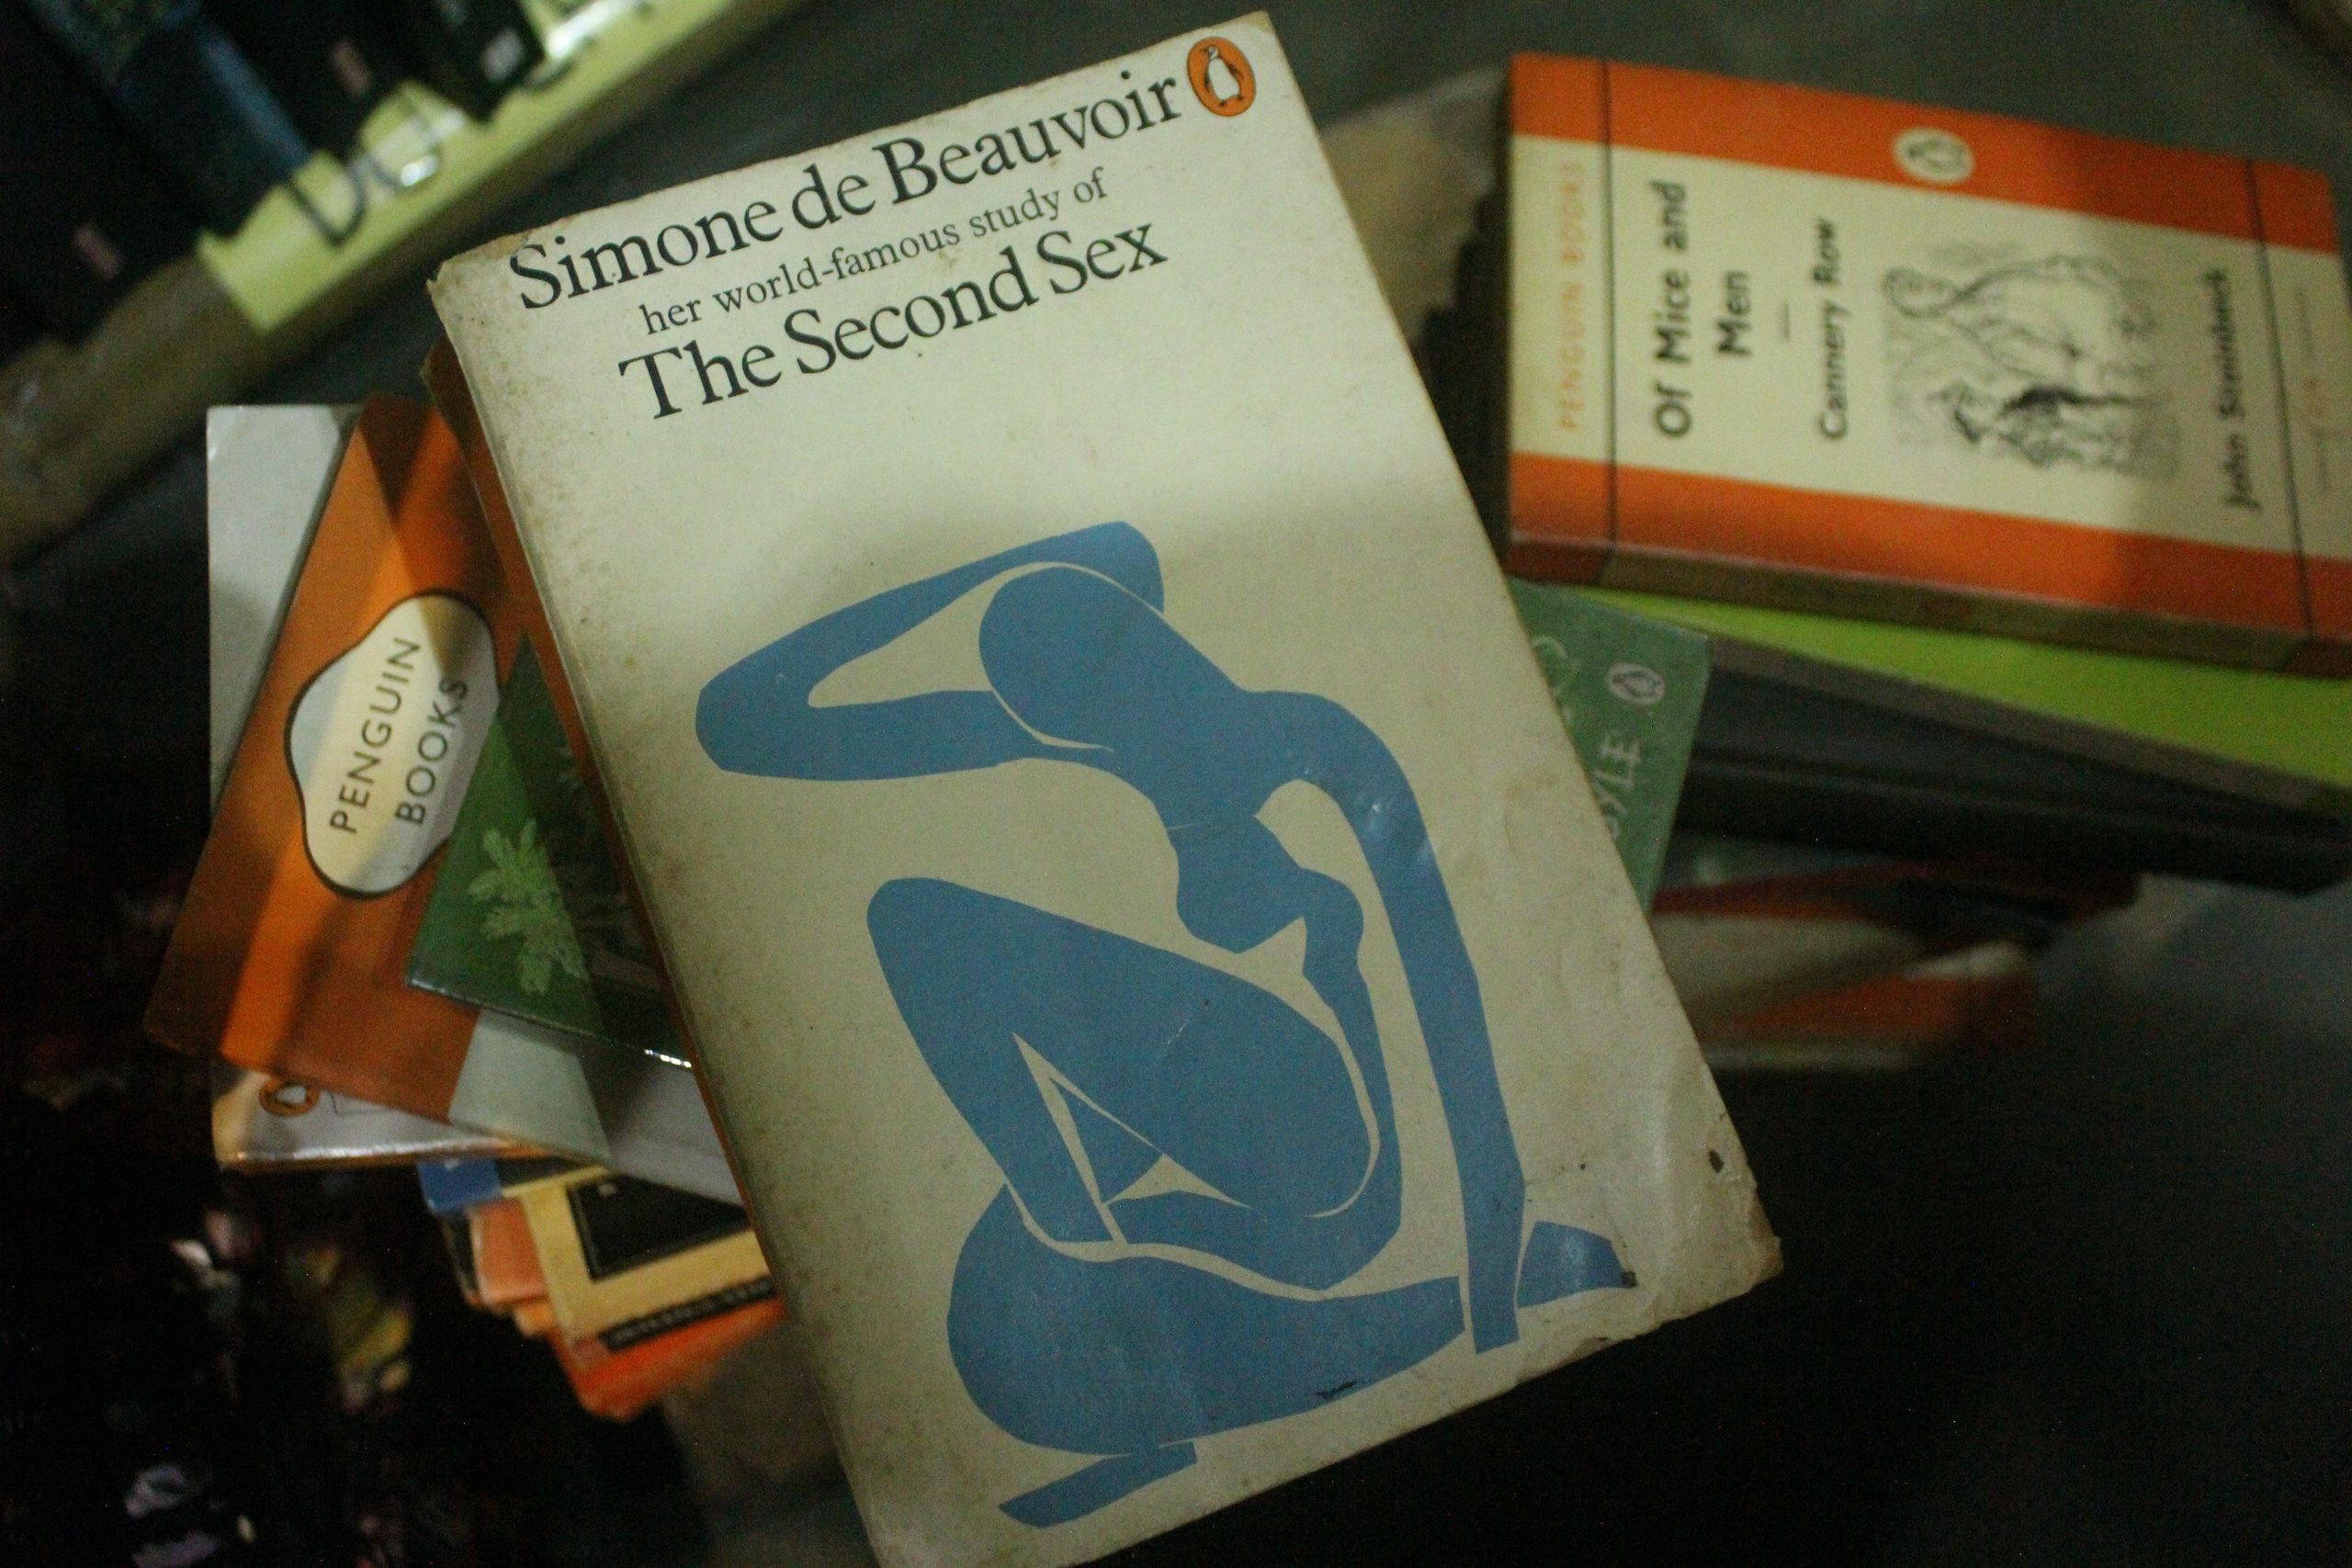 Simone de Beauvoir
her world-famous study of
The Second Sex
PENGUIN BOOKS
Of Mice and
Men
Cannery Row
John Steinbeck
PENGUIN
BOOKS